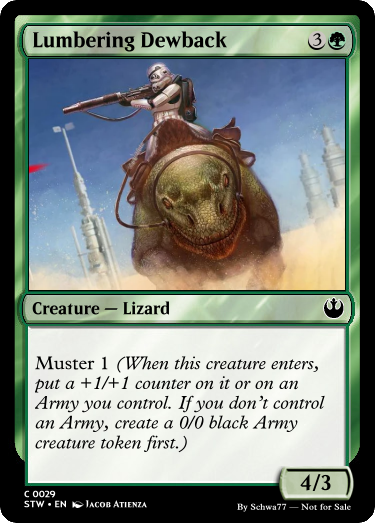 Lumbering Dewback 3
Creature — Lizard
Muster 1 (When this creature enters,
put a +1/+1 counter on it or on an
Army you control. If you don't control
an Army, create a 0/0 black Army
creature token first.)
4/3
C 0029
STW • EN Jacob Atienza
By Schwa77 — Not for Sale